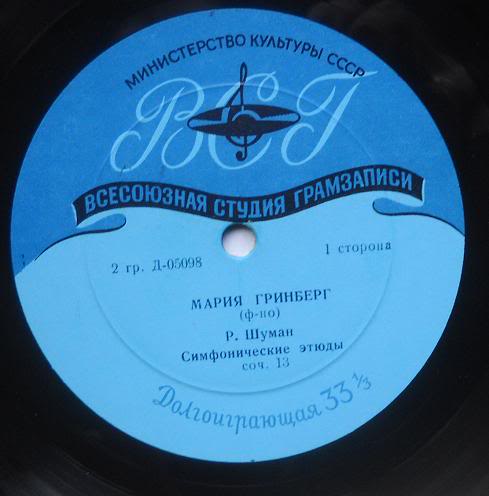 МИНИСТЕРСТВО КУЛЬТУРЫ СССР
ВСГ
ВСЕСОЮЗНАЯ СТУДИЯ ГРАМЗАПИСИ
2 гр. Д-05098
1 сторона
МАРИЯ ГРИНБЕРГ
(ф-но)
Р. Шуман
Симфонические этюды
соч. 13
Долгоиграющая 33 1/3